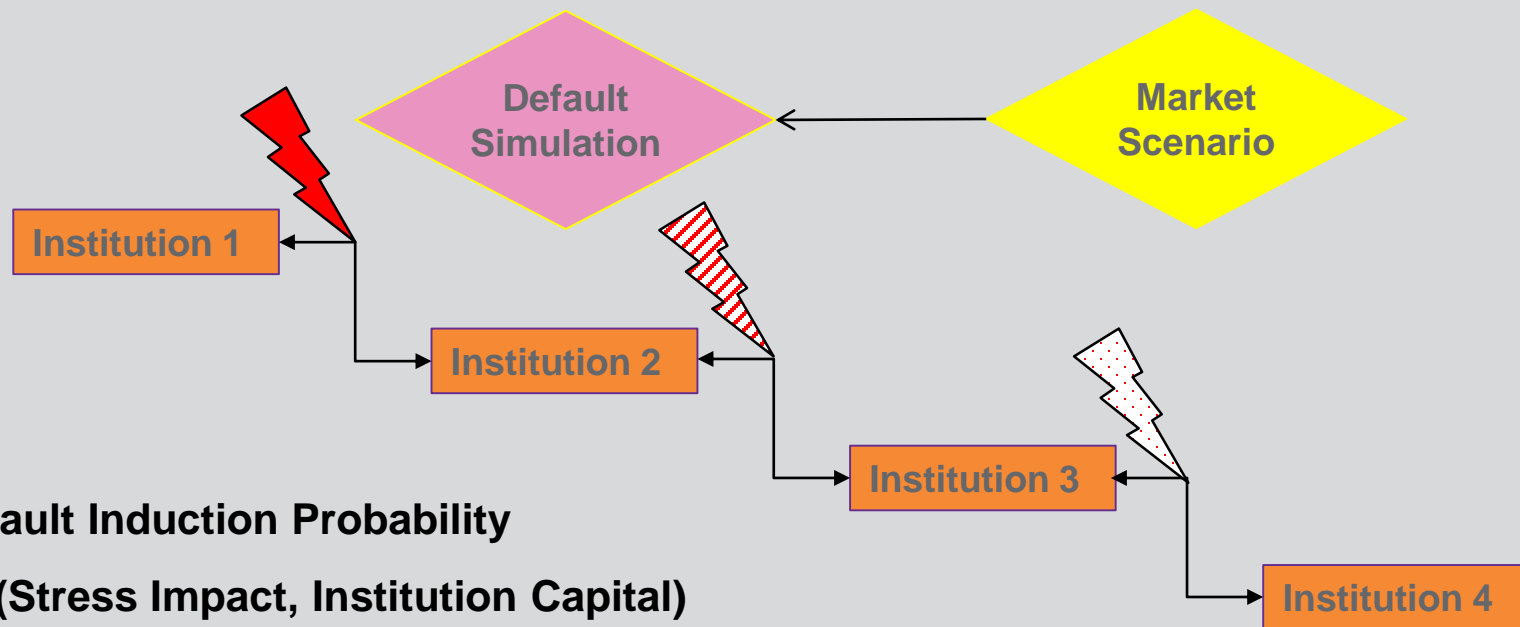 Default
Simulation
Market
Scenario
Institution 1
Institution 2
Institution 3
ault Induction Probability
(Stress Impact, Institution Capital)
Institution 4